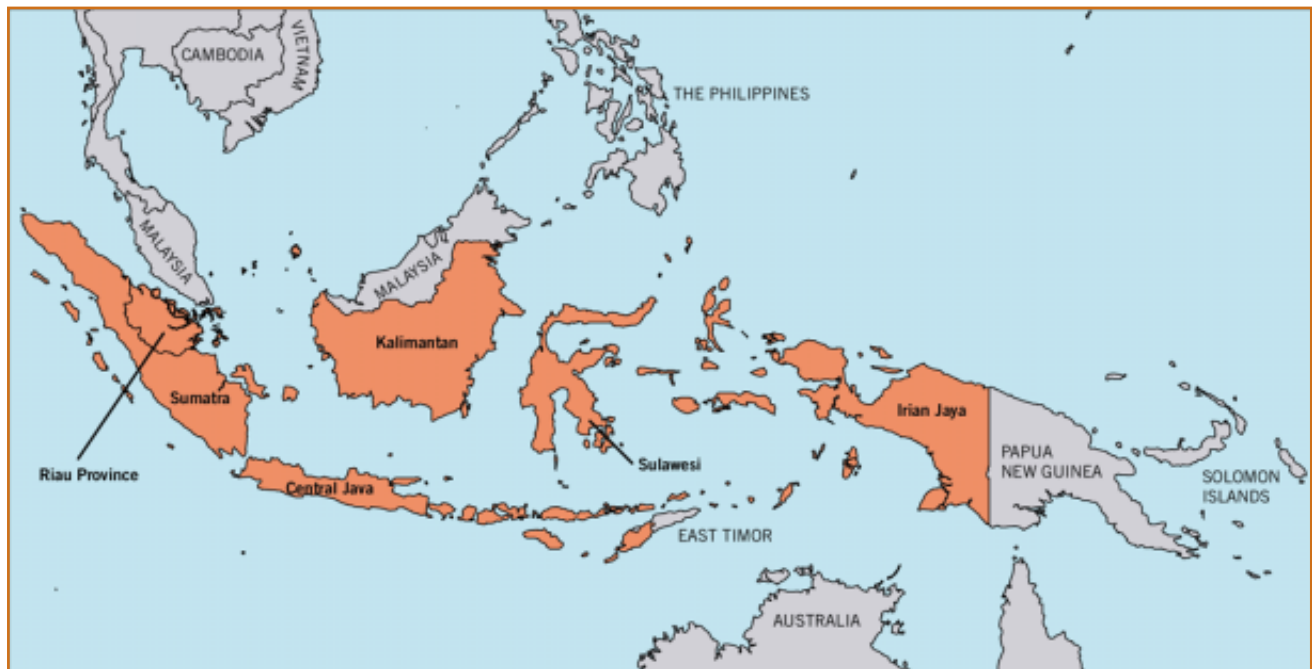 CAMBODIA
VIETNAM
THE PHILIPPINES
MALAYSIA
MALAYSIA
Kalimantan
Sumatra
Irian Jaya
Riau Province
Sulawesi
PAPUA
NEW GUINEA
SOLOMON
ISLANDS
Central Java
EAST TIMOR
AUSTRALIA